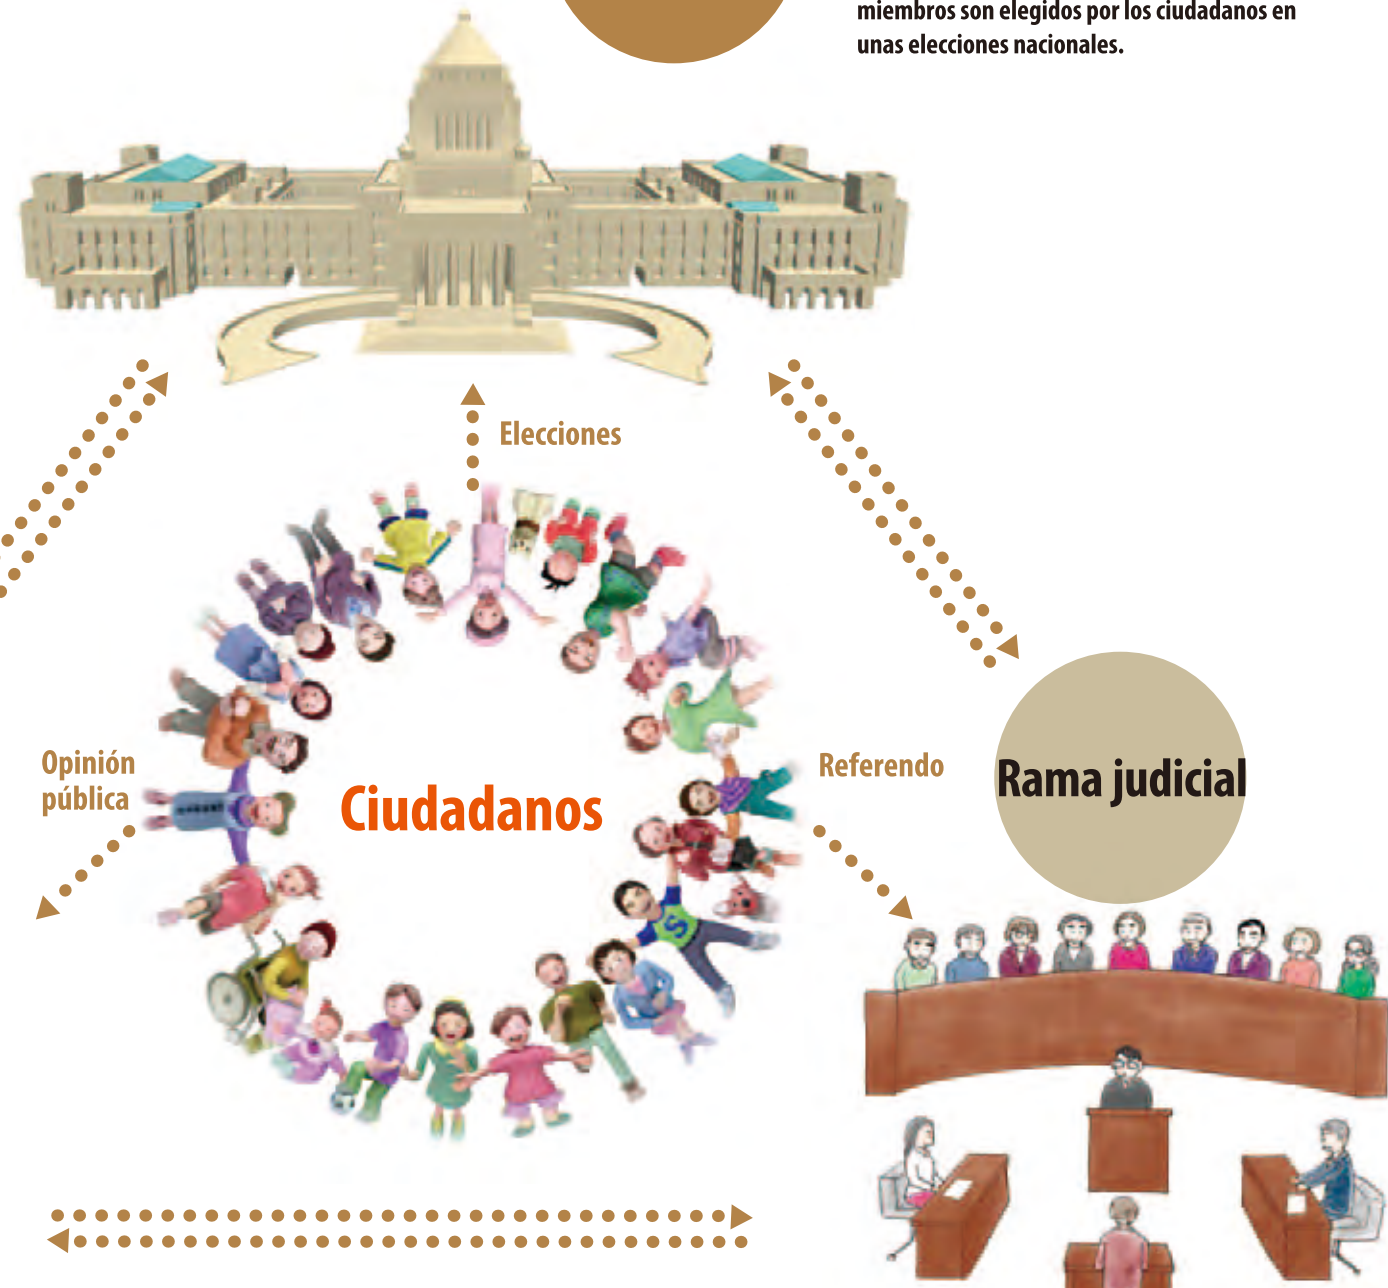 miembros son elegidos por los ciudadanos en
unas elecciones nacionales.
Elecciones
Opinión
pública
Ciudadanos
Referendo
Rama judicial
S